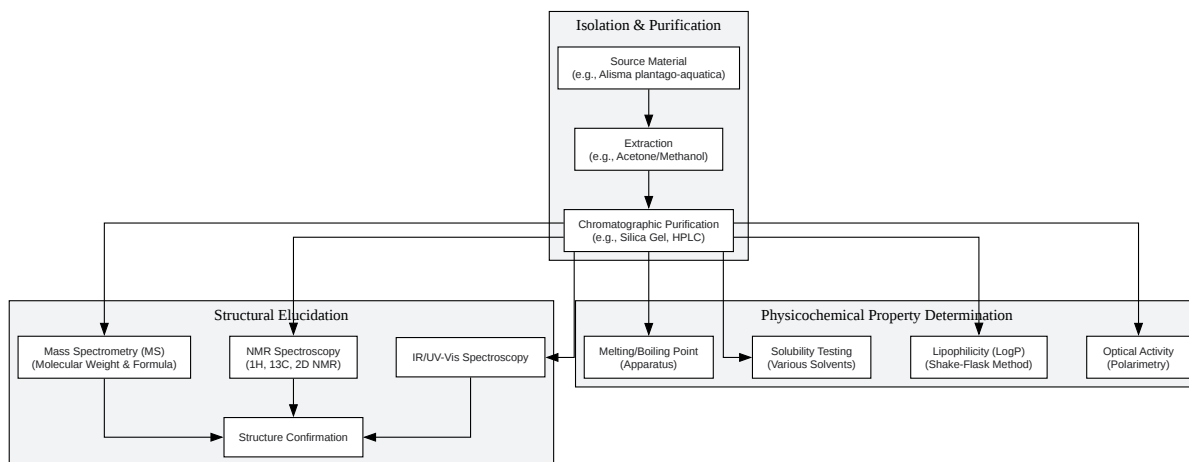 Isolation & Purification
Source Material
(e.g., Alisma plantago-aquatica)
Extraction
(e.g., Acetone/Methanol)
Chromatographic Purification
(e.g., Silica Gel, HPLC)
Structural Elucidation
Mass Spectrometry (MS)
(Molecular Weight & Formula)
NMR Spectroscopy
(1H, 13C, 2D NMR)
IR/UV-Vis Spectroscopy
Structure Confirmation
Physicochemical Property Determination
Melting/Boiling Point
(Apparatus)
Solubility Testing
(Various Solvents)
Lipophilicity (LogP)
(Shake-Flask Method)
Optical Activity
(Polarimetry)